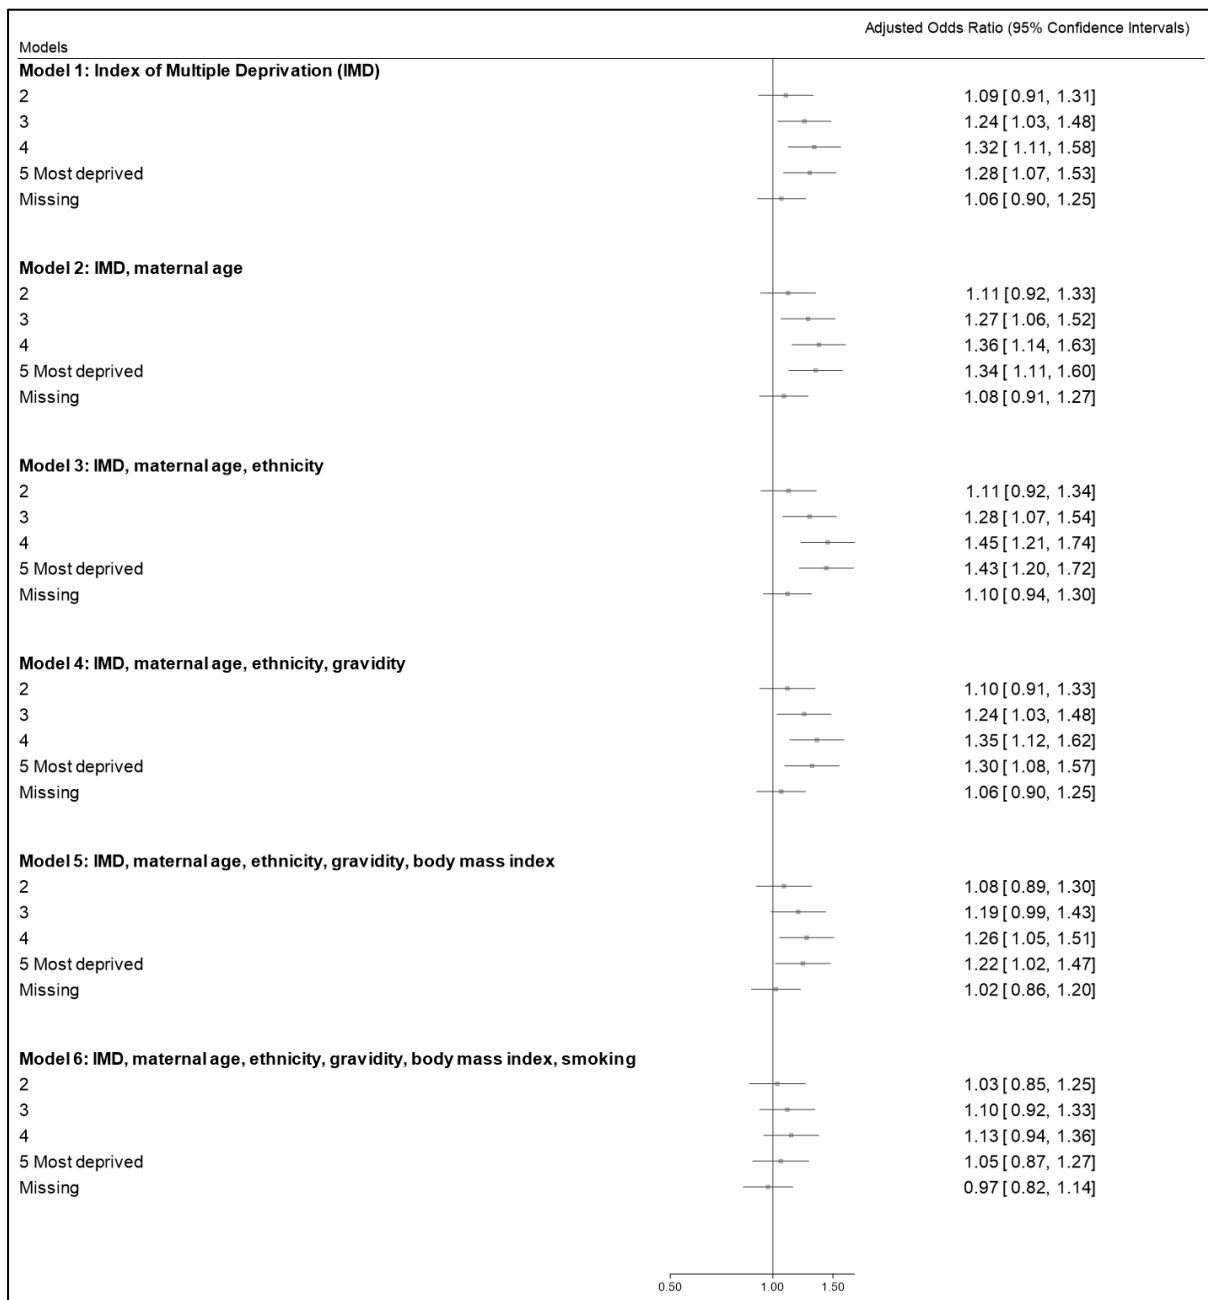 Adjusted Odds Ratio (95% Confidence Intervals)
Models
Model 1: Index of Multiple Deprivation (IMD)
2 1.09 [ 0.91, 1.31]
3 1.24 [ 1.03, 1.48]
4 1.32 [ 1.11, 1.58]
5 Most deprived 1.28 [ 1.07, 1.53]
Missing 1.06 [ 0.90, 1.25]
Model 2: IMD, maternal age
2 1.11 [ 0.92, 1.33]
3 1.27 [ 1.06, 1.52]
4 1.36 [ 1.14, 1.63]
5 Most deprived 1.34 [ 1.11, 1.60]
Missing 1.08 [ 0.91, 1.27]
Model 3: IMD, maternal age, ethnicity
2 1.11 [ 0.92, 1.34]
3 1.28 [ 1.07, 1.54]
4 1.45 [ 1.21, 1.74]
5 Most deprived 1.43 [ 1.20, 1.72]
Missing 1.10 [ 0.94, 1.30]
Model 4: IMD, maternal age, ethnicity, gravidity
2 1.10 [ 0.91, 1.33]
3 1.24 [ 1.03, 1.48]
4 1.35 [ 1.12, 1.62]
5 Most deprived 1.30 [ 1.08, 1.57]
Missing 1.06 [ 0.90, 1.25]
Model 5: IMD, maternal age, ethnicity, gravidity, body mass index
2 1.08 [ 0.89, 1.30]
3 1.19 [ 0.99, 1.43]
4 1.26 [ 1.05, 1.51]
5 Most deprived 1.22 [ 1.02, 1.47]
Missing 1.02 [ 0.86, 1.20]
Model 6: IMD, maternal age, ethnicity, gravidity, body mass index, smoking
2 1.03 [ 0.85, 1.25]
3 1.10 [ 0.92, 1.33]
4 1.13 [ 0.94, 1.36]
5 Most deprived 1.05 [ 0.87, 1.27]
Missing 0.97 [ 0.82, 1.14]
0.50 1.00 1.50